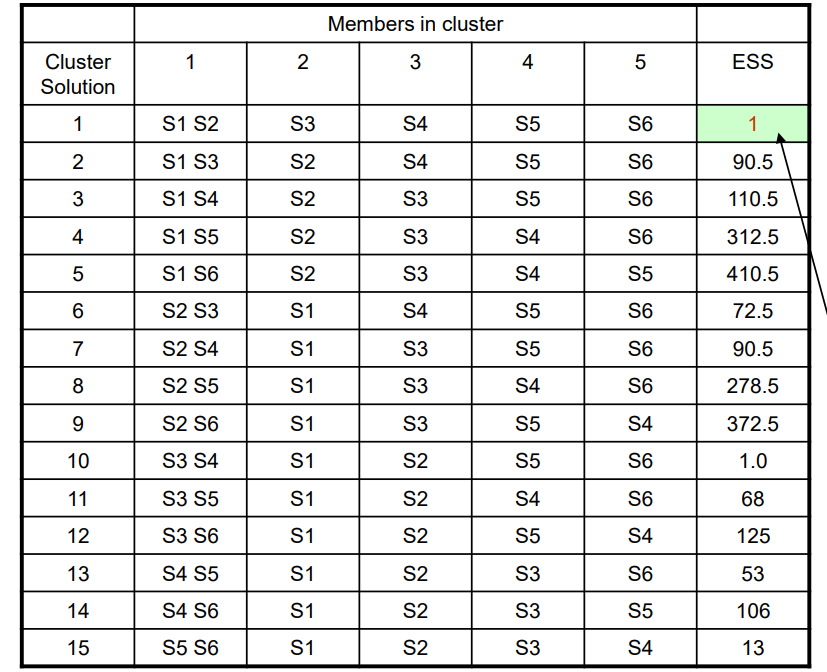 Members in cluster
Cluster Solution 1 2 3 4 5 ESS
1 S1 S2 S3 S4 S5 S6 1
2 S1 S3 S2 S4 S5 S6 90.5
3 S1 S4 S2 S3 S5 S6 110.5
4 S1 S5 S2 S3 S4 S6 312.5
5 S1 S6 S2 S3 S4 S5 410.5
6 S2 S3 S1 S4 S5 S6 72.5
7 S2 S4 S1 S3 S5 S6 90.5
8 S2 S5 S1 S3 S4 S6 278.5
9 S2 S6 S1 S3 S5 S4 372.5
10 S3 S4 S1 S2 S5 S6 1.0
11 S3 S5 S1 S2 S4 S6 68
12 S3 S6 S1 S2 S5 S4 125
13 S4 S5 S1 S2 S3 S6 53
14 S4 S6 S1 S2 S3 S5 106
15 S5 S6 S1 S2 S3 S4 13